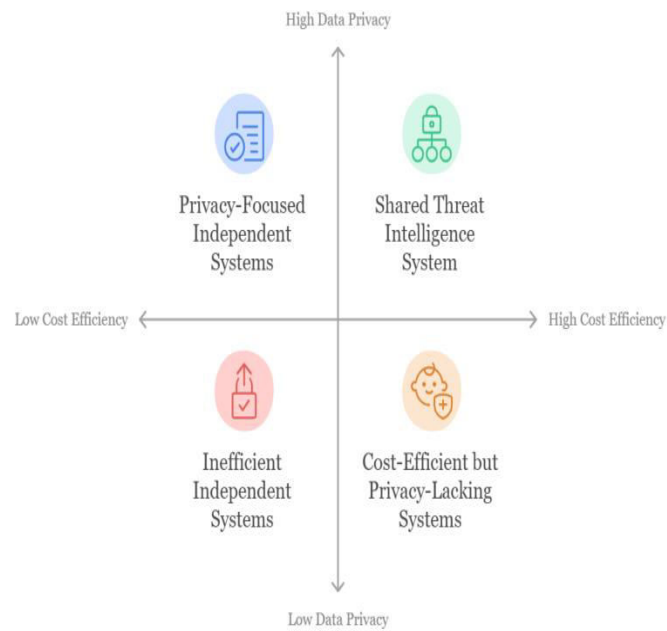 High Data Privacy
Privacy-Focused
Independent
Systems
Shared Threat
Intelligence
System
Low Cost Efficiency
High Cost Efficiency
Inefficient
Independent
Systems
Cost-Efficient but
Privacy-Lacking
Systems
Low Data Privacy